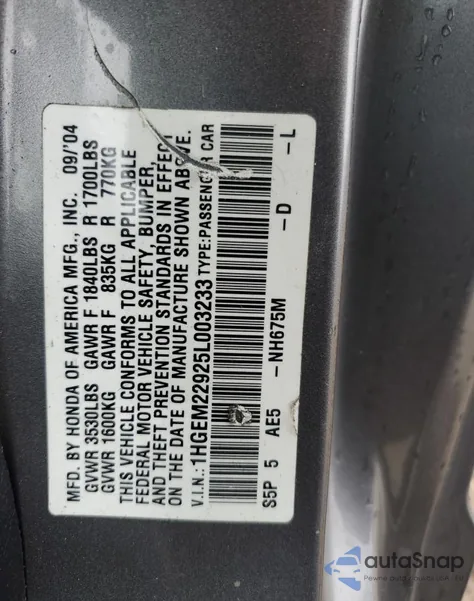 MFD. BY HONDA OF AMERICA MFG., INC. 09/'04
GVWR 3530LBS GAWR F 1840LBS R 1700LBS
GVWR 1600KG GAWR F 835KG R 770KG
THIS VEHICLE CONFORMS TO ALL APPLICABLE
FEDERAL MOTOR VEHICLE SAFETY, BUMPER,
AND THEFT PREVENTION STANDARDS IN EFFECT
ON THE DATE OF MANUFACTURE SHOWN ABOVE.
V.I.N.: 1HGEM22925L003233 TYPE: PASSENGER CAR
S5P 5 AE5 -NH675M -D -L
autoSnap